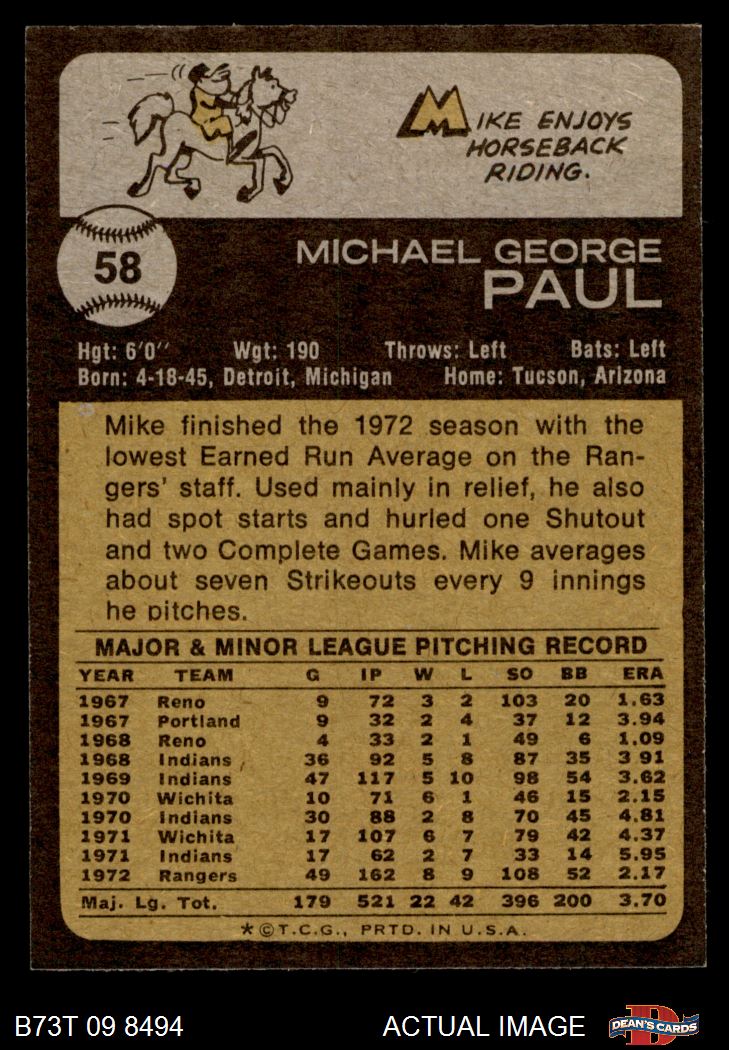 MIKE ENJOYS
HORSEBACK
RIDING.
58
MICHAEL GEORGE
PAUL
Hgt: 6'0'' Wgt: 190 Throws: Left Bats: Left
Born: 4-18-45, Detroit, Michigan Home: Tucson, Arizona
Mike finished the 1972 season with the
lowest Earned Run Average on the Ran-
gers' staff. Used mainly in relief, he also
had spot starts and hurled one Shutout
and two Complete Games. Mike averages
about seven Strikeouts every 9 innings
he pitches.
MAJOR & MINOR LEAGUE PITCHING RECORD
YEAR TEAM G IP W L SO BB ERA
1967 Reno 9 72 3 2 103 20 1.63
1967 Portland 9 32 2 4 37 12 3.94
1968 Reno 4 33 2 1 49 6 1.09
1968 Indians 36 92 5 8 87 35 3 91
1969 Indians 47 117 5 10 98 54 3.62
1970 Wichita 10 71 6 1 46 15 2.15
1970 Indians 30 88 2 8 70 45 4.81
1971 Wichita 17 107 6 7 79 42 4.37
1971 Indians 17 62 2 7 33 14 5.95
1972 Rangers 49 162 8 9 108 52 2.17
Maj. Lg. Tot. 179 521 22 42 396 200 3.70
*©T.C.G., PRTD. IN U.S.A.
B73T 09 8494 ACTUAL IMAGE D DEAN'S CARDS